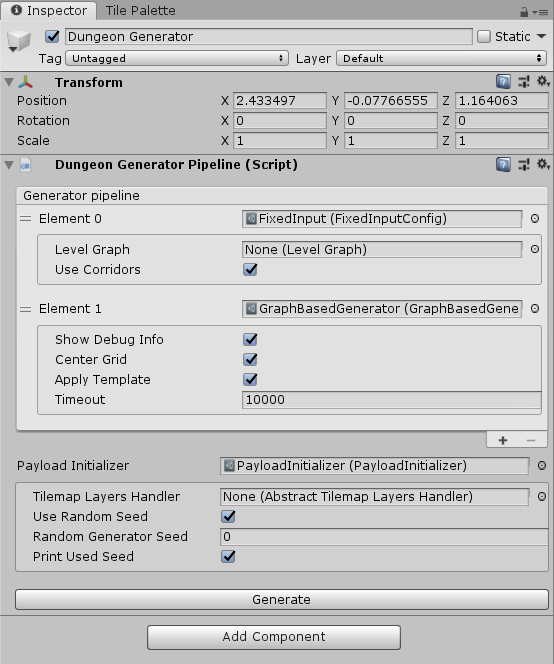 Inspector Tile Palette
Dungeon Generator Static
Tag Untagged Layer Default
Transform
Position X 2.433497 Y -0.07766555 Z 1.164063
Rotation X 0 Y 0 Z 0
Scale X 1 Y 1 Z 1
Dungeon Generator Pipeline (Script)
Generator pipeline
Element 0 FixedInput (FixedInputConfig)
Level Graph None (Level Graph)
Use Corridors
Element 1 GraphBasedGenerator (GraphBasedGene
Show Debug Info
Center Grid
Apply Template
Timeout 10000
+ −
Payload Initializer PayloadInitializer (PayloadInitializer)
Tilemap Layers Handler None (Abstract Tilemap Layers Handler)
Use Random Seed
Random Generator Seed 0
Print Used Seed
Generate
Add Component